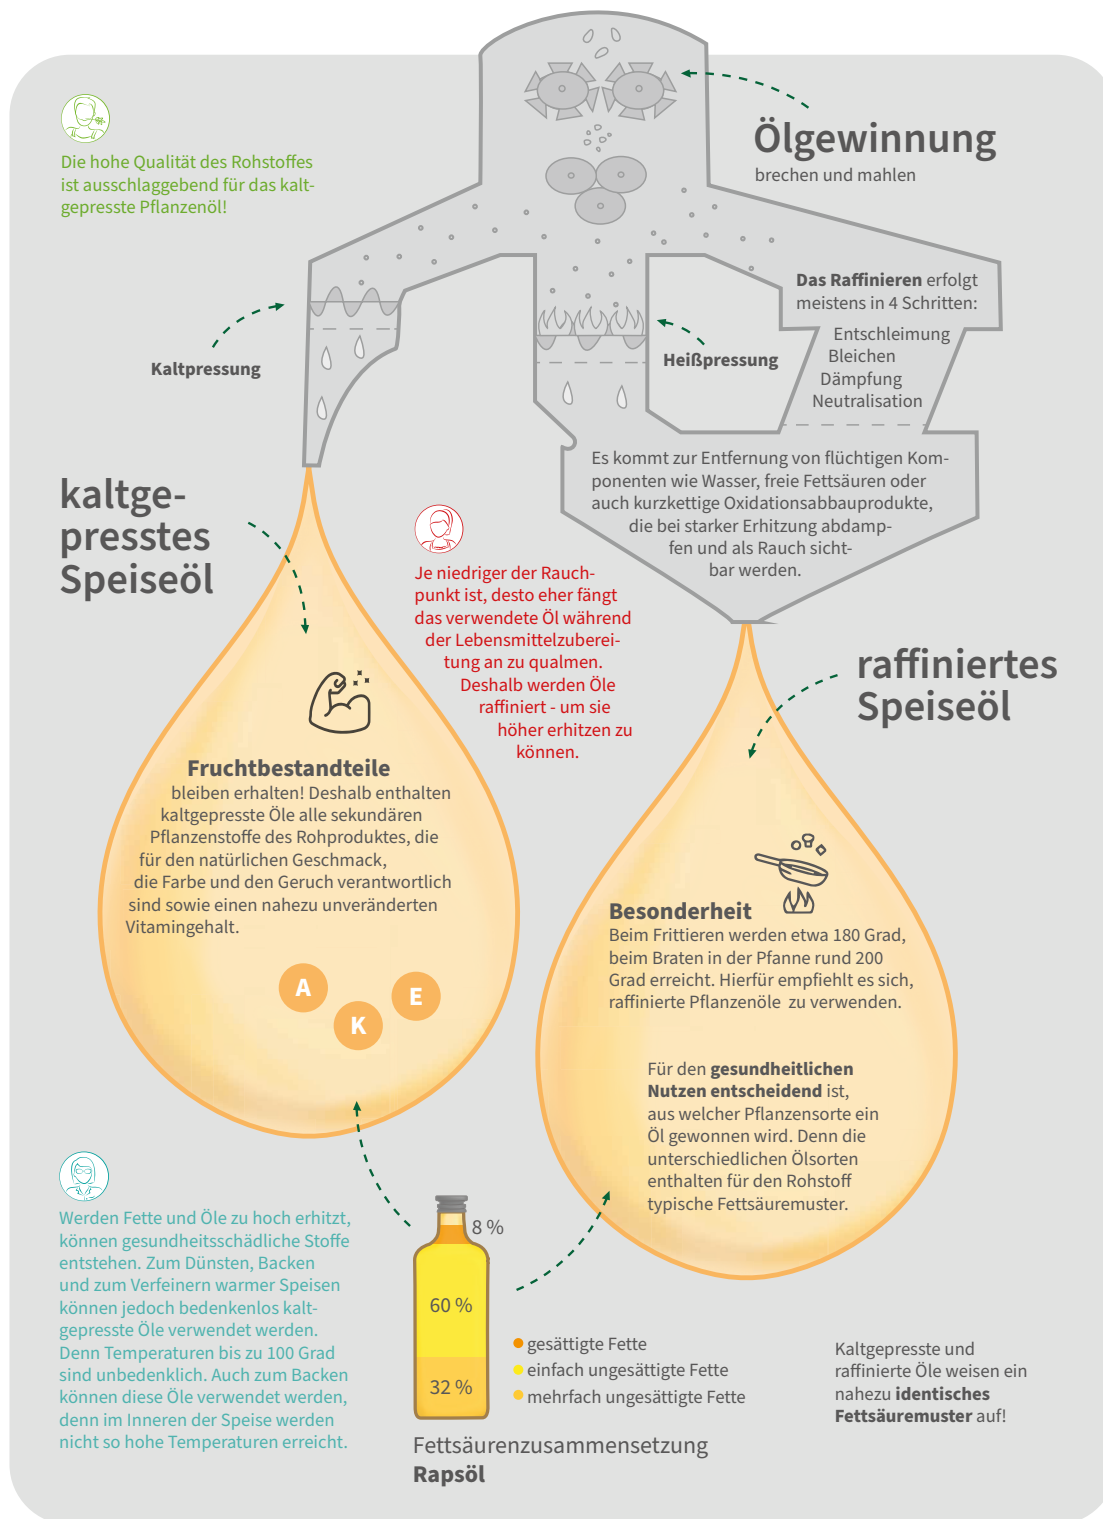 Ölgewinnung
brechen und mahlen
Die hohe Qualität des Rohstoffes
ist ausschlaggebend für das kalt-
gepresste Pflanzenöl!
Das Raffinieren erfolgt
meistens in 4 Schritten:
Entschleimung
Bleichen
Dämpfung
Neutralisation
Kaltpressung
Heißpressung
Es kommt zur Entfernung von flüchtigen Kom-
ponenten wie Wasser, freie Fettsäuren oder
auch kurzkettige Oxidationsabbauprodukte,
die bei starker Erhitzung abdamp-
fen und als Rauch sicht-
bar werden.
kaltge-
presstes
Speiseöl
Je niedriger der Rauch-
punkt ist, desto eher fängt
das verwendete Öl während
der Lebensmittelzuberei-
tung an zu qualmen.
Deshalb werden Öle
raffiniert - um sie
höher erhitzen zu
können.
raffiniertes
Speiseöl
Fruchtbestandteile
bleiben erhalten! Deshalb enthalten
kaltgepresste Öle alle sekundären
Pflanzenstoffe des Rohproduktes, die
für den natürlichen Geschmack,
die Farbe und den Geruch verantwortlich
sind sowie einen nahezu unveränderten
Vitamingehalt.
A
K
E
Besonderheit
Beim Frittieren werden etwa 180 Grad,
beim Braten in der Pfanne rund 200
Grad erreicht. Hierfür empfiehlt es sich,
raffinierte Pflanzenöle zu verwenden.
Für den gesundheitlichen
Nutzen entscheidend ist,
aus welcher Pflanzensorte ein
Öl gewonnen wird. Denn die
unterschiedlichen Ölsorten
enthalten für den Rohstoff
typische Fettsäuremuster.
Werden Fette und Öle zu hoch erhitzt,
können gesundheitsschädliche Stoffe
entstehen. Zum Dünsten, Backen
und zum Verfeinern warmer Speisen
können jedoch bedenkenlos kalt-
gepresste Öle verwendet werden.
Denn Temperaturen bis zu 100 Grad
sind unbedenklich. Auch zum Backen
können diese Öle verwendet werden,
denn im Inneren der Speise werden
nicht so hohe Temperaturen erreicht.
8 %
60 %
32 %
gesättigte Fette
einfach ungesättigte Fette
mehrfach ungesättigte Fette
Fettsäurenzusammensetzung
Rapsöl
Kaltgepresste und
raffinierte Öle weisen ein
nahezu identisches
Fettsäuremuster auf!